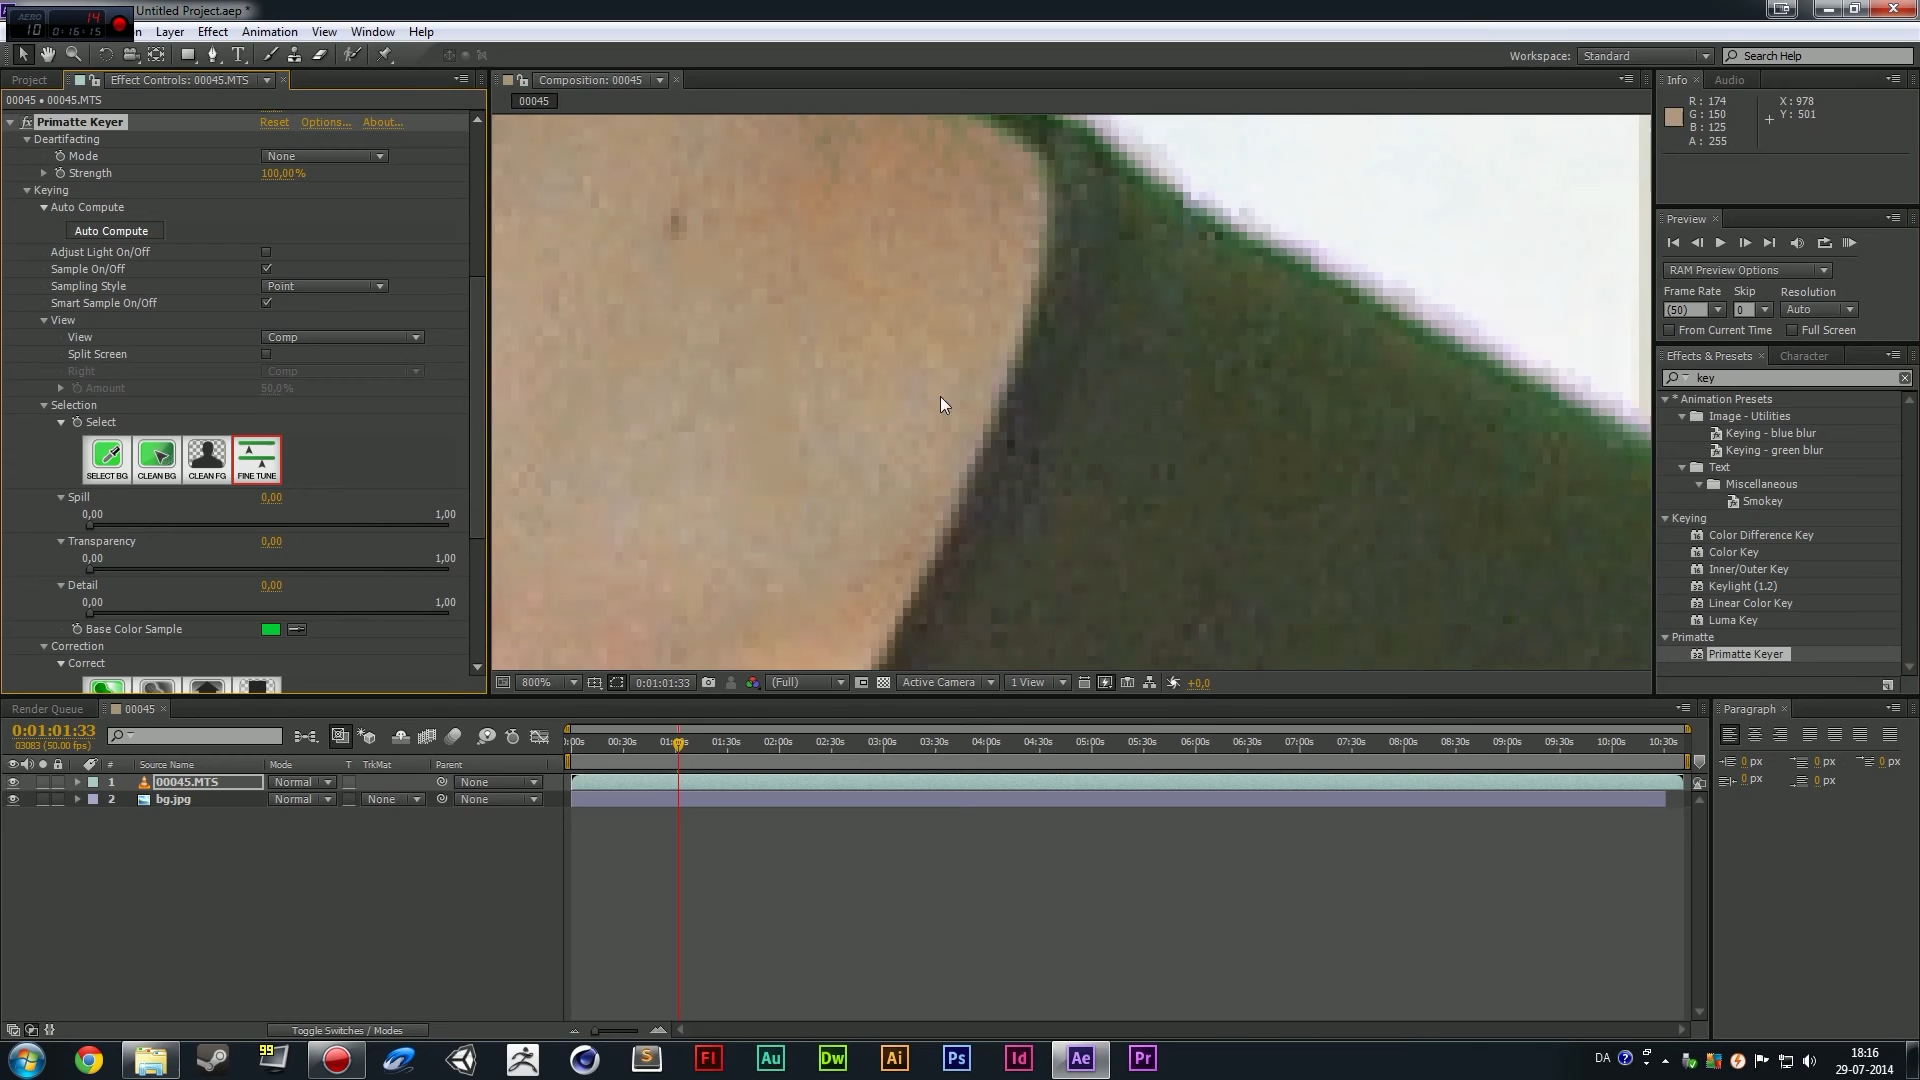 Untitled Project.aep *
AERO
10
14
0:16:15
Layer
Effect
Animation
View
Window
Help
Workspace:
Standard
Search Help
Project
Effect Controls: 00045.MTS
00045 • 00045.MTS
fx Primatte Keyer
Reset
Options...
About...
Deartifacting
Mode
None
Strength
100,00%
Keying
Auto Compute
Auto Compute
Adjust Light On/Off
Sample On/Off
Sampling Style
Point
Smart Sample On/Off
View
View
Comp
Split Screen
Right
Comp
Amount
50,0%
Selection
Select
SELECT BG
CLEAN BG
CLEAN FG
FINE TUNE
Spill
0,00
0,00
1,00
Transparency
0,00
0,00
1,00
Detail
0,00
0,00
1,00
Base Color Sample
Correction
Correct
Composition: 00045
00045
800%
0:01:01:33
(Full)
Active Camera
1 View
+0,0
Info
Audio
R: 174
G: 150
B: 125
A: 255
X: 978
Y: 501
Preview
RAM Preview Options
Frame Rate
Skip
Resolution
(50)
0
Auto
From Current Time
Full Screen
Effects & Presets
Character
key
* Animation Presets
Image - Utilities
Keying - blue blur
Keying - green blur
Text
Miscellaneous
Smokey
Keying
Color Difference Key
Color Key
Inner/Outer Key
Keylight (1.2)
Linear Color Key
Luma Key
Primatte
Primatte Keyer
Render Queue
00045
0:01:01:33
03083 (50.00 fps)
#
Source Name
Mode
T
TrkMat
Parent
1
00045.MTS
Normal
None
2
bg.jpg
Normal
None
None
00:30s
01:30s
02:00s
02:30s
03:00s
03:30s
04:00s
04:30s
05:00s
05:30s
06:00s
06:30s
07:00s
07:30s
08:00s
08:30s
09:00s
09:30s
10:00s
10:30s
Toggle Switches / Modes
Paragraph
0 px
0 px
0 px
0 px
0 px
99
S
Fl
Au
Dw
Ai
Ps
Id
Ae
Pr
DA
18:16
29-07-2014